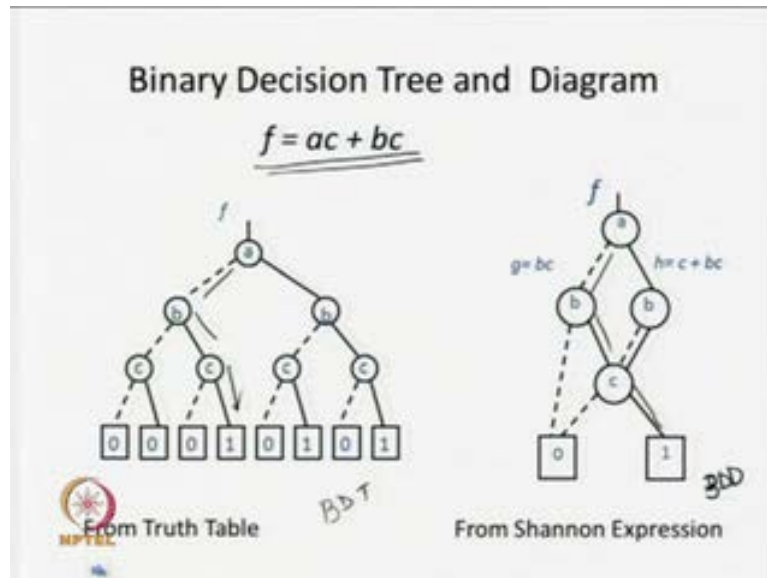 Binary Decision Tree and Diagram
f = ac + bc
f
a
b b
c c c c
0 0 0 1 0 1 0 1
BDT
From Truth Table
NPTEL
f
a
g= bc h= c + bc
b b
c
0 1
BDD
From Shannon Expression